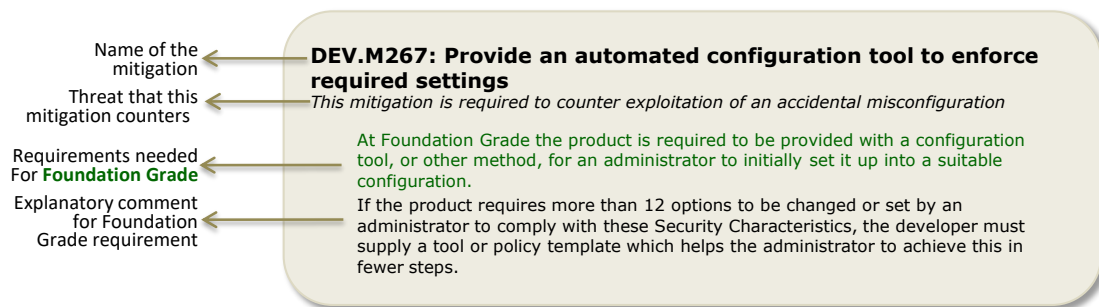 Name of the
mitigation
DEV.M267: Provide an automated configuration tool to enforce
required settings
Threat that this
mitigation counters
This mitigation is required to counter exploitation of an accidental misconfiguration
Requirements needed
For Foundation Grade
At Foundation Grade the product is required to be provided with a configuration
tool, or other method, for an administrator to initially set it up into a suitable
configuration.
Explanatory comment
for Foundation
Grade requirement
If the product requires more than 12 options to be changed or set by an
administrator to comply with these Security Characteristics, the developer must
supply a tool or policy template which helps the administrator to achieve this in
fewer steps.